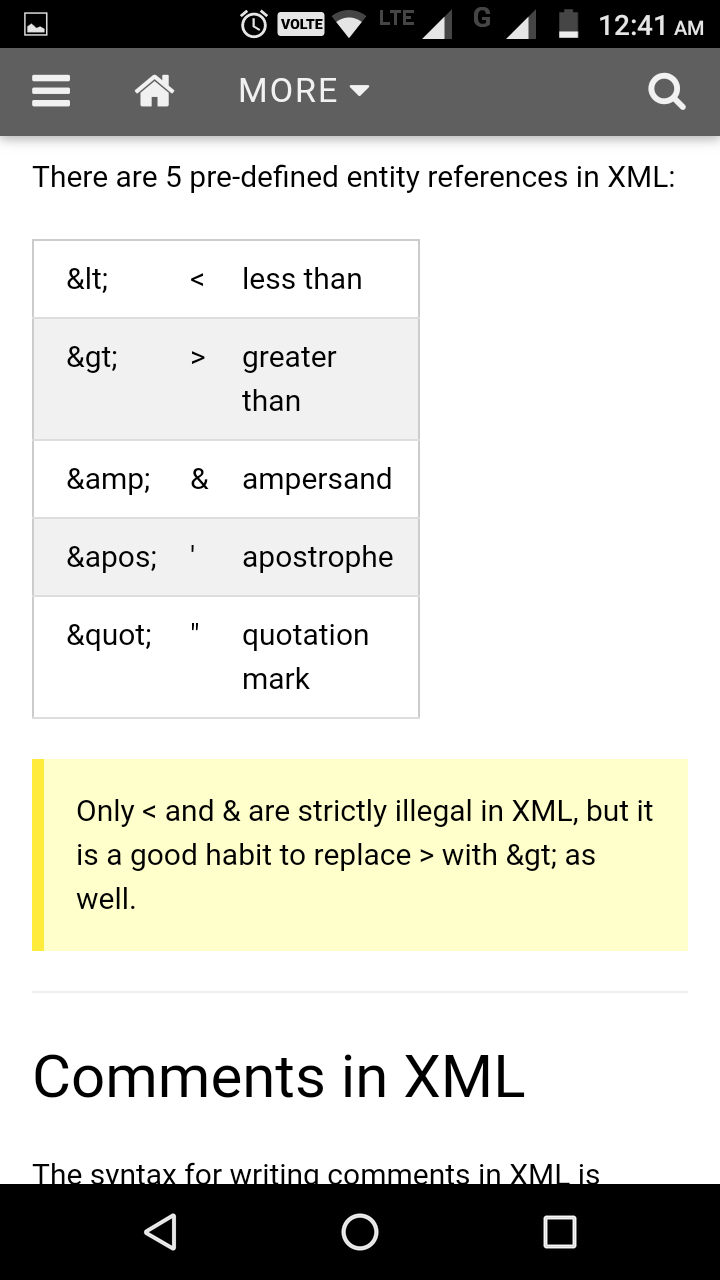 VOLTE LTE G 12:41 AM
MORE
There are 5 pre-defined entity references in XML:
&lt; < less than
&gt; > greater
than
&amp; & ampersand
&apos; ' apostrophe
&quot; " quotation
mark
Only < and & are strictly illegal in XML, but it
is a good habit to replace > with &gt; as
well.
Comments in XML
The syntax for writing comments in XML is